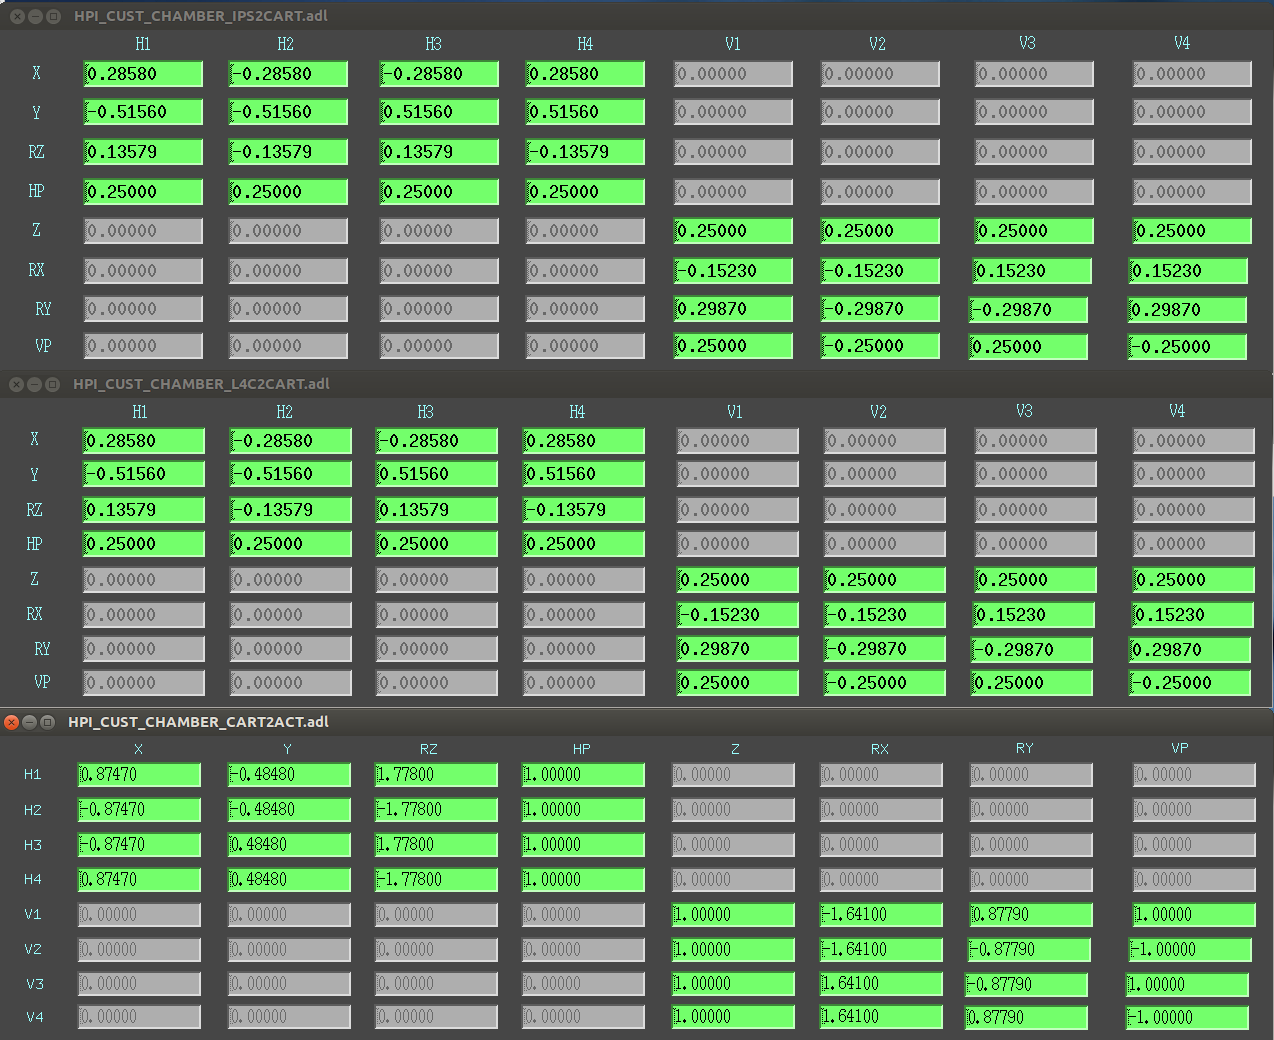 HPI_CUST_CHAMBER_IPS2CART.adl
H1 H2 H3 H4 V1 V2 V3 V4
X 0.28580 -0.28580 -0.28580 0.28580 0.00000 0.00000 0.00000 0.00000
Y -0.51560 -0.51560 0.51560 0.51560 0.00000 0.00000 0.00000 0.00000
RZ 0.13579 -0.13579 0.13579 -0.13579 0.00000 0.00000 0.00000 0.00000
HP 0.25000 0.25000 0.25000 0.25000 0.00000 0.00000 0.00000 0.00000
Z 0.00000 0.00000 0.00000 0.00000 0.25000 0.25000 0.25000 0.25000
RX 0.00000 0.00000 0.00000 0.00000 -0.15230 -0.15230 0.15230 0.15230
RY 0.00000 0.00000 0.00000 0.00000 0.29870 -0.29870 -0.29870 0.29870
VP 0.00000 0.00000 0.00000 0.00000 0.25000 -0.25000 0.25000 -0.25000
HPI_CUST_CHAMBER_L4C2CART.adl
H1 H2 H3 H4 V1 V2 V3 V4
X 0.28580 -0.28580 -0.28580 0.28580 0.00000 0.00000 0.00000 0.00000
Y -0.51560 -0.51560 0.51560 0.51560 0.00000 0.00000 0.00000 0.00000
RZ 0.13579 -0.13579 0.13579 -0.13579 0.00000 0.00000 0.00000 0.00000
HP 0.25000 0.25000 0.25000 0.25000 0.00000 0.00000 0.00000 0.00000
Z 0.00000 0.00000 0.00000 0.00000 0.25000 0.25000 0.25000 0.25000
RX 0.00000 0.00000 0.00000 0.00000 -0.15230 -0.15230 0.15230 0.15230
RY 0.00000 0.00000 0.00000 0.00000 0.29870 -0.29870 -0.29870 0.29870
VP 0.00000 0.00000 0.00000 0.00000 0.25000 -0.25000 0.25000 -0.25000
HPI_CUST_CHAMBER_CART2ACT.adl
X Y RZ HP Z RX RY VP
H1 0.87470 -0.48480 1.77800 1.00000 0.00000 0.00000 0.00000 0.00000
H2 -0.87470 -0.48480 -1.77800 1.00000 0.00000 0.00000 0.00000 0.00000
H3 -0.87470 0.48480 1.77800 1.00000 0.00000 0.00000 0.00000 0.00000
H4 0.87470 0.48480 -1.77800 1.00000 0.00000 0.00000 0.00000 0.00000
V1 0.00000 0.00000 0.00000 0.00000 1.00000 -1.64100 0.87790 1.00000
V2 0.00000 0.00000 0.00000 0.00000 1.00000 -1.64100 -0.87790 -1.00000
V3 0.00000 0.00000 0.00000 0.00000 1.00000 1.64100 -0.87790 1.00000
V4 0.00000 0.00000 0.00000 0.00000 1.00000 1.64100 0.87790 -1.00000